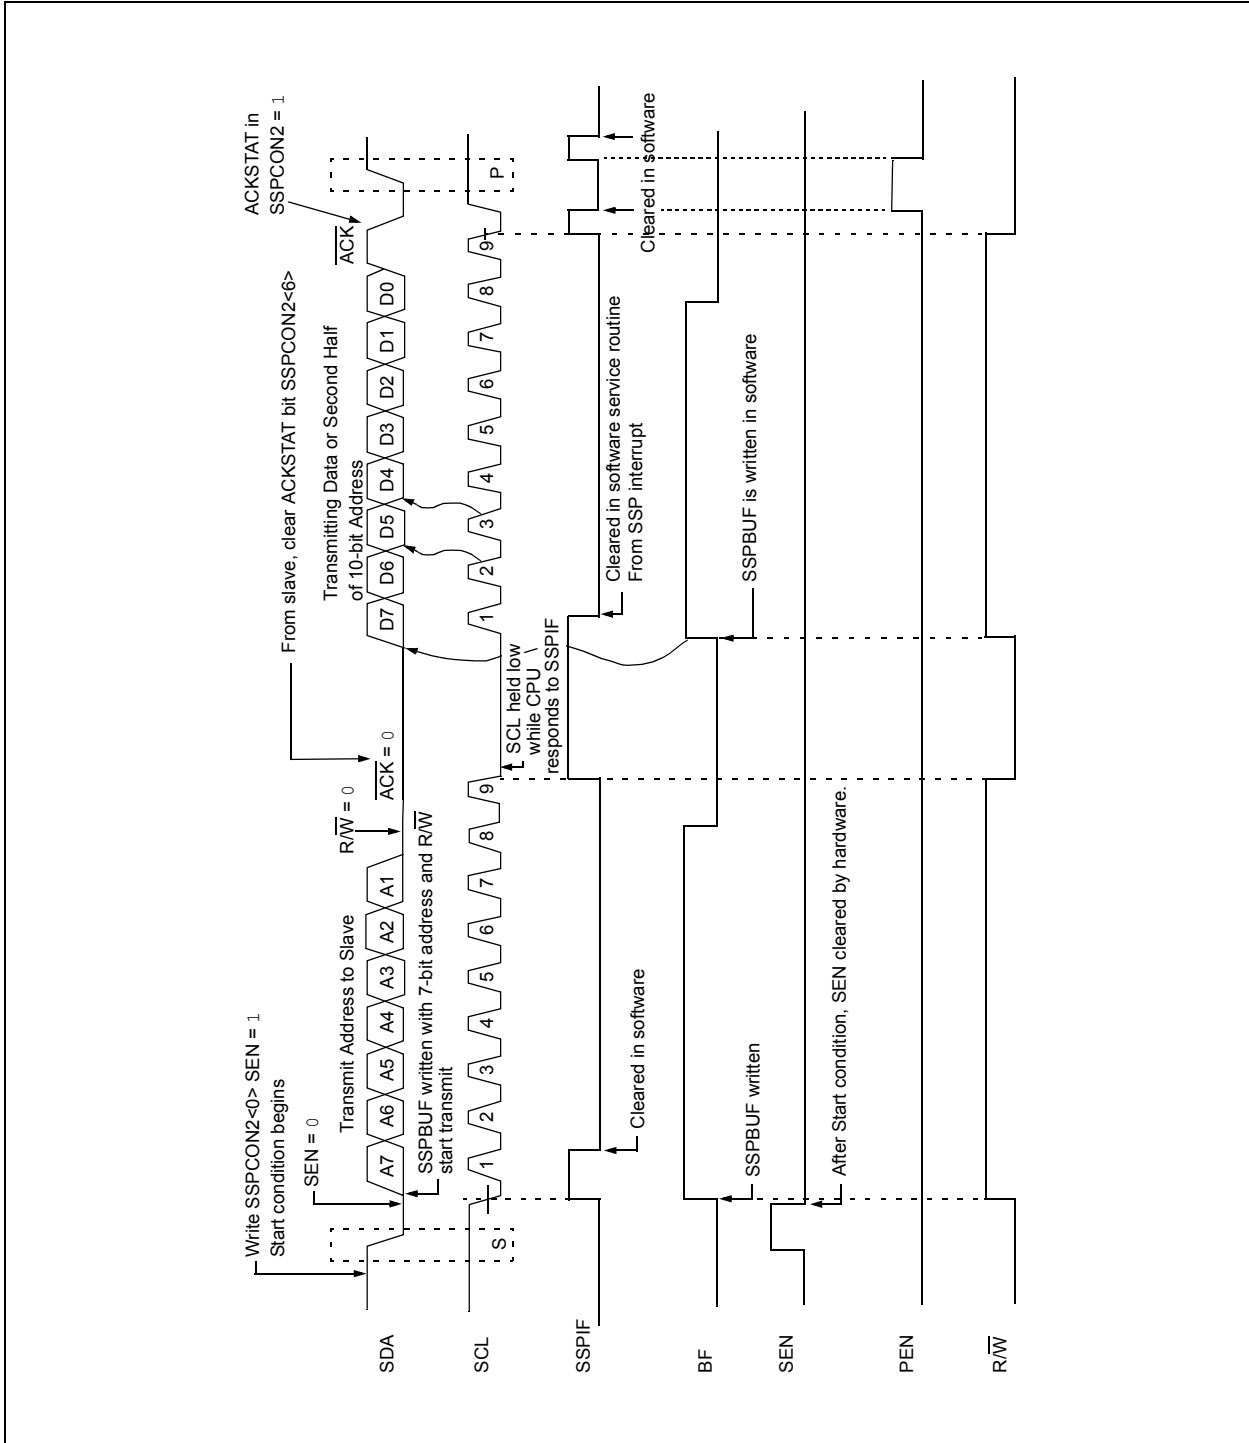 Write SSPCON2<0> SEN = 1
Start condition begins
SEN = 0
Transmit Address to Slave
R/W = 0
ACK = 0
From slave, clear ACKSTAT bit SSPCON2<6>
Transmitting Data or Second Half
of 10-bit Address
ACK
ACKSTAT in
SSPCON2 = 1
SDA
A7 A6 A5 A4 A3 A2 A1
D7 D6 D5 D4 D3 D2 D1 D0
SSPBUF written with 7-bit address and R/W
start transmit
SCL
S
1 2 3 4 5 6 7 8 9
1 2 3 4 5 6 7 8 9
P
SCL held low
while CPU
responds to SSPIF
SSPIF
Cleared in software
Cleared in software service routine
From SSP interrupt
Cleared in software
BF
SSPBUF written
SSPBUF is written in software
SEN
After Start condition, SEN cleared by hardware.
PEN
R/W